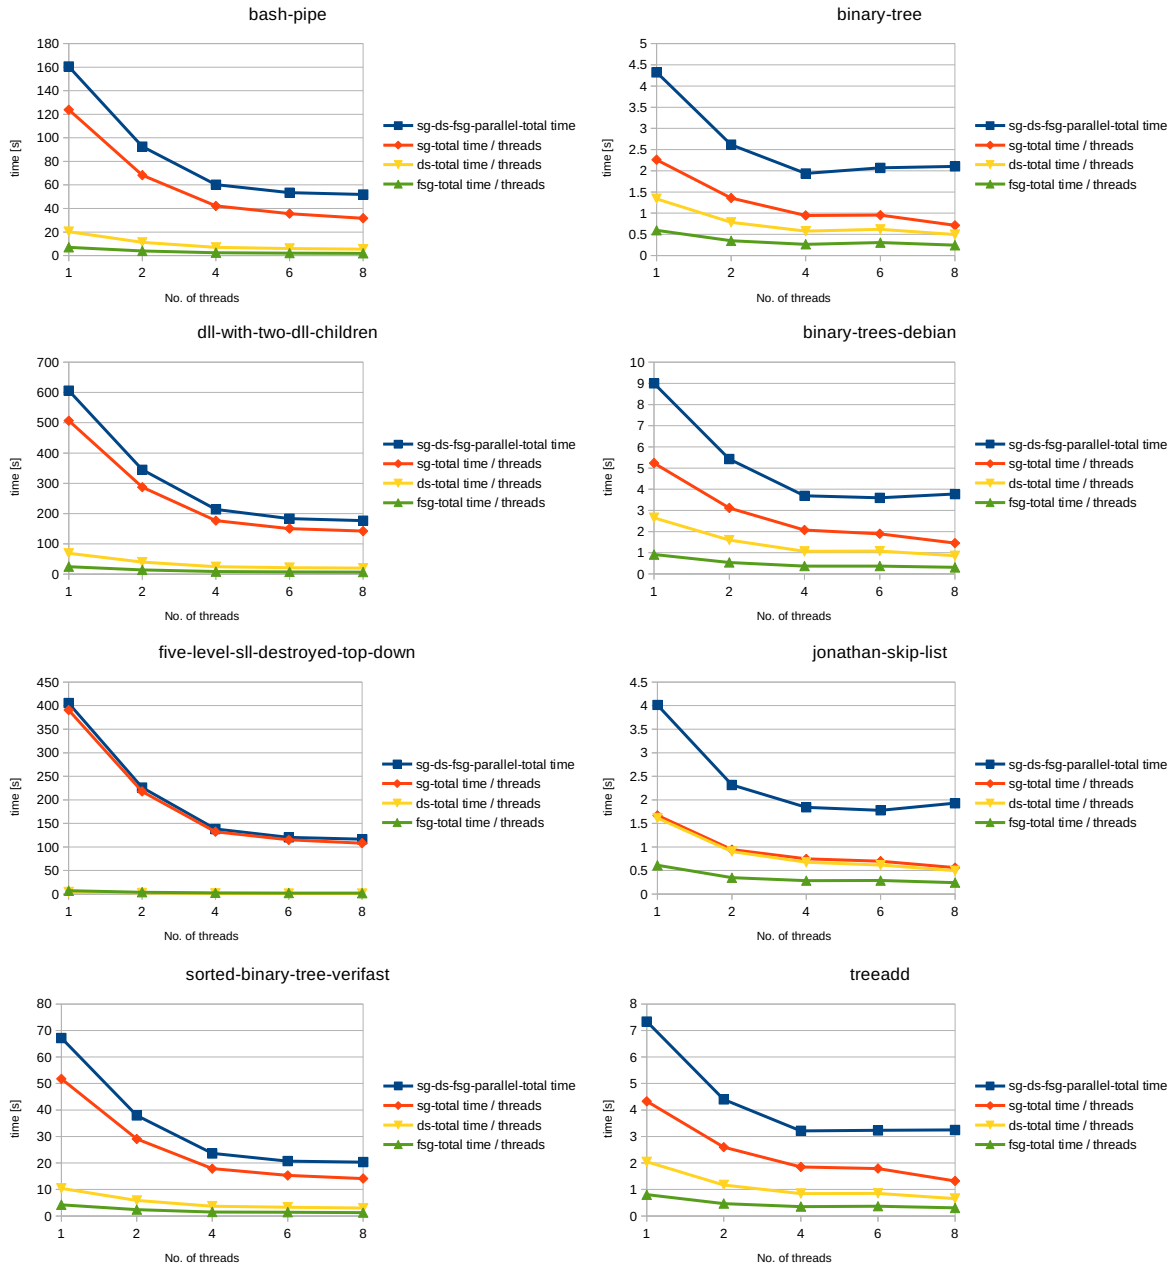 bash-pipe
180
160
140
120
100
80
60
40
20
0
1 2 4 6 8
time [s]
No. of threads
sg-ds-fsg-parallel-total time
sg-total time / threads
ds-total time / threads
fsg-total time / threads
binary-tree
5
4.5
4
3.5
3
2.5
2
1.5
1
0.5
0
1 2 4 6 8
time [s]
No. of threads
sg-ds-fsg-parallel-total time
sg-total time / threads
ds-total time / threads
fsg-total time / threads
dll-with-two-dll-children
700
600
500
400
300
200
100
0
1 2 4 6 8
time [s]
No. of threads
sg-ds-fsg-parallel-total time
sg-total time / threads
ds-total time / threads
fsg-total time / threads
binary-trees-debian
10
9
8
7
6
5
4
3
2
1
0
1 2 4 6 8
time [s]
No. of threads
sg-ds-fsg-parallel-total time
sg-total time / threads
ds-total time / threads
fsg-total time / threads
five-level-sll-destroyed-top-down
450
400
350
300
250
200
150
100
50
0
1 2 4 6 8
time [s]
No. of threads
sg-ds-fsg-parallel-total time
sg-total time / threads
ds-total time / threads
fsg-total time / threads
jonathan-skip-list
4.5
4
3.5
3
2.5
2
1.5
1
0.5
0
1 2 4 6 8
time [s]
No. of threads
sg-ds-fsg-parallel-total time
sg-total time / threads
ds-total time / threads
fsg-total time / threads
sorted-binary-tree-verifast
80
70
60
50
40
30
20
10
0
1 2 4 6 8
time [s]
No. of threads
sg-ds-fsg-parallel-total time
sg-total time / threads
ds-total time / threads
fsg-total time / threads
treeadd
8
7
6
5
4
3
2
1
0
1 2 4 6 8
time [s]
No. of threads
sg-ds-fsg-parallel-total time
sg-total time / threads
ds-total time / threads
fsg-total time / threads